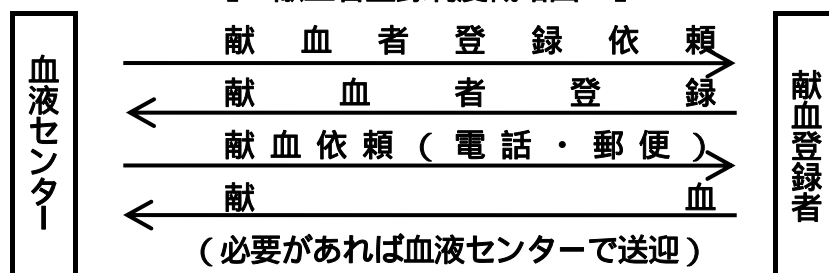 血液センター
献血者登録依頼
献血者登録
献血依頼(電話・郵便)
献血
(必要があれば血液センターで送迎)
献血登録者